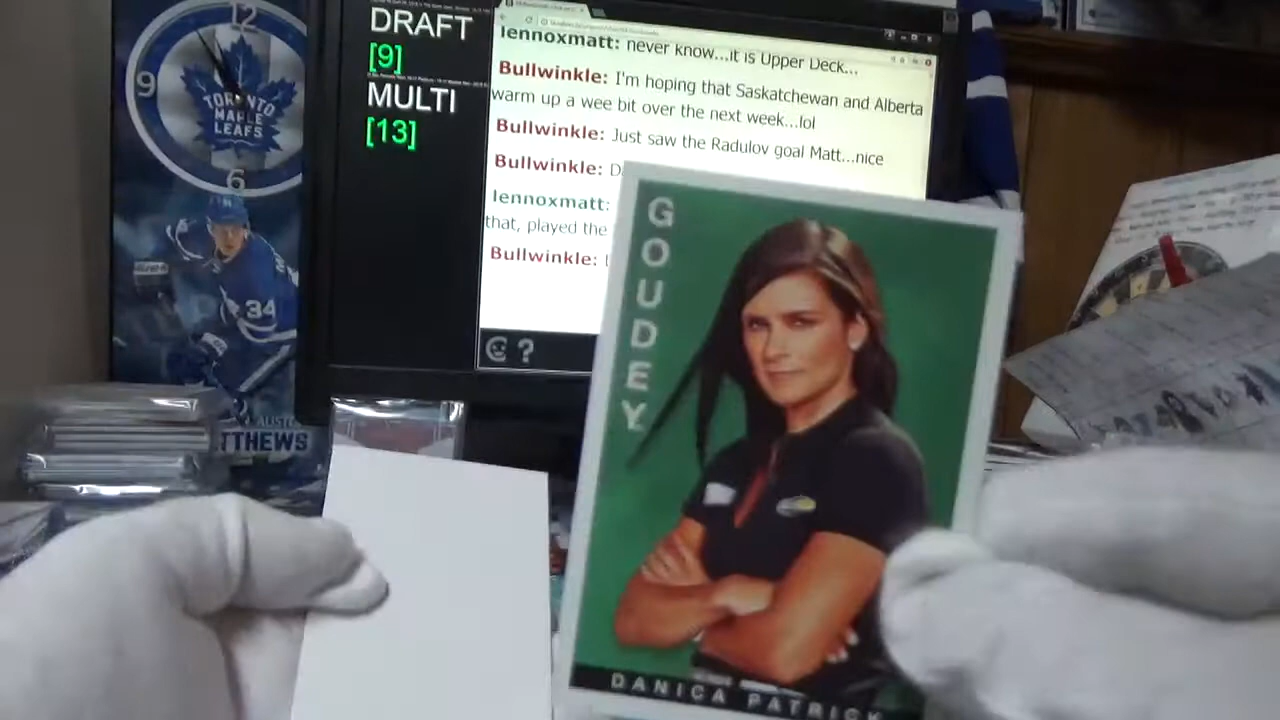 12
9
6
TORONTO
MAPLE
LEAFS
34
MATTHEWS
DRAFT
[9]
MULTI
[13]
lennoxmatt: never know...it is Upper Deck...
Bullwinkle: I'm hoping that Saskatchewan and Alberta
warm up a wee bit over the next week...lol
Bullwinkle: Just saw the Radulov goal Matt...nice
Bullwinkle: D
lennoxmatt:
that, played the
Bullwinkle:
?
GOUDEY
DANICA PATRICK